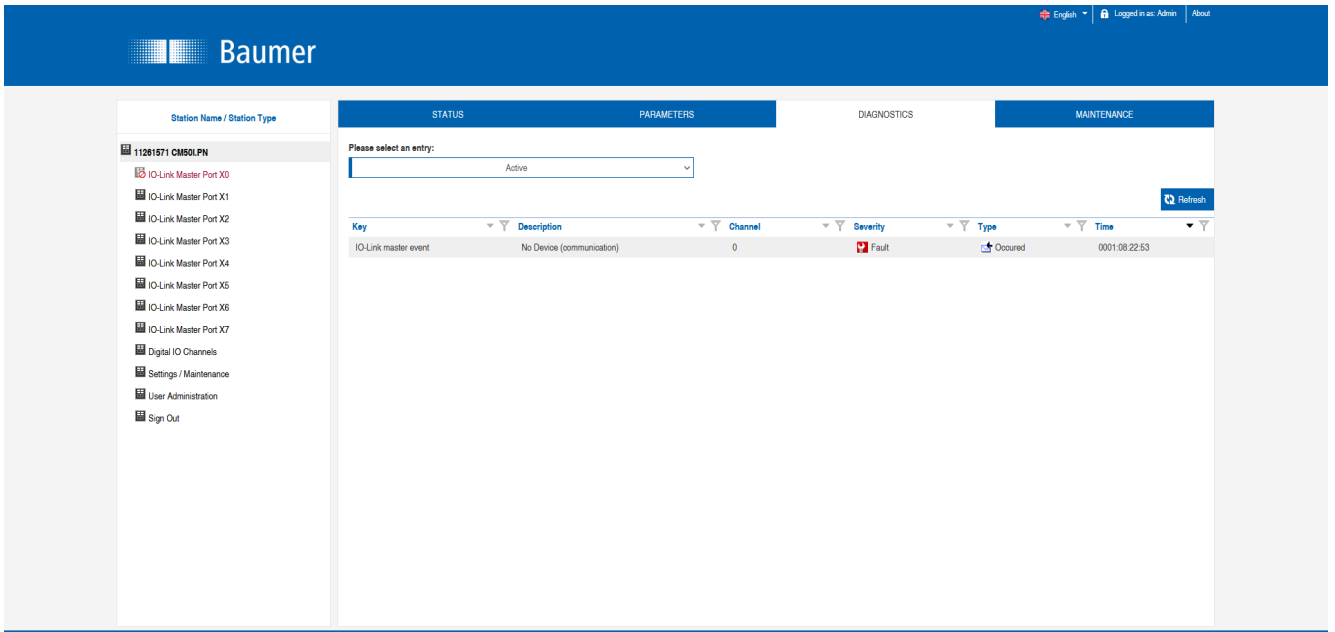 English
Logged in as: Admin
About
Baumer
Station Name / Station Type
STATUS
PARAMETERS
DIAGNOSTICS
MAINTENANCE
11261571 CM50I.PN
IO-Link Master Port X0
IO-Link Master Port X1
IO-Link Master Port X2
IO-Link Master Port X3
IO-Link Master Port X4
IO-Link Master Port X5
IO-Link Master Port X6
IO-Link Master Port X7
Digital IO Channels
Settings / Maintenance
User Administration
Sign Out
Please select an entry:
Active
Refresh
Key Description Channel Severity Type Time
IO-Link master event No Device (communication) 0 Fault Occured 0001:08:22:53